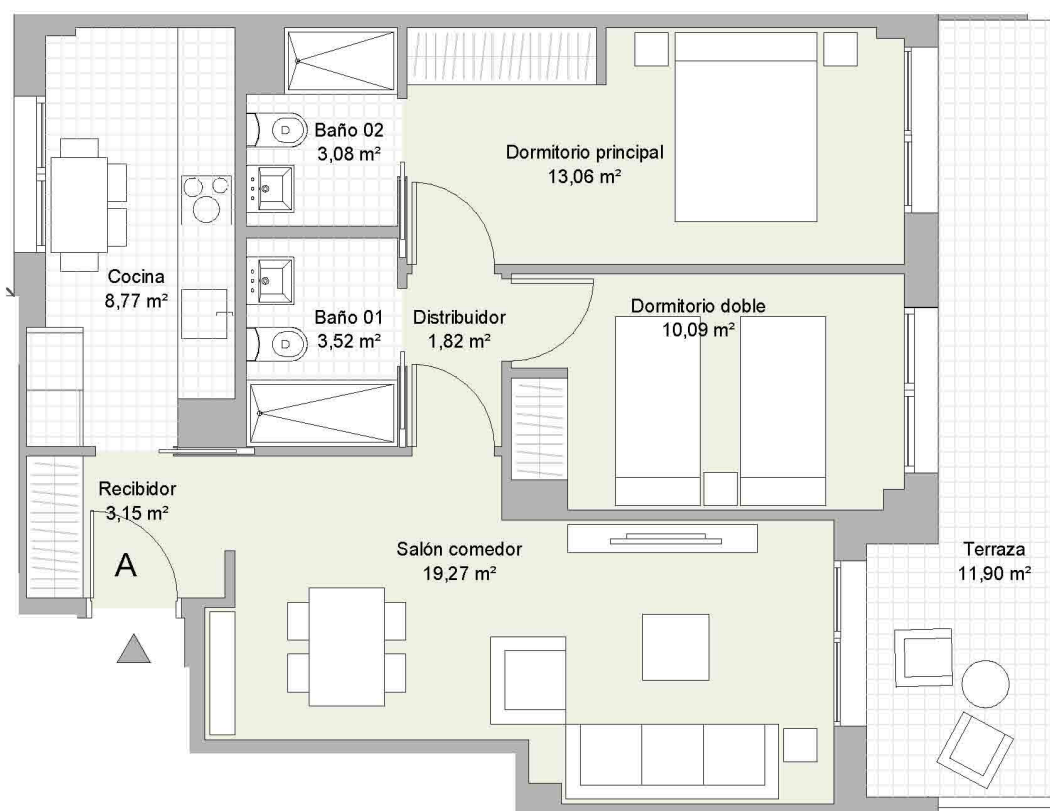 Baño 02
3,08 m²
Dormitorio principal
13,06 m²
Cocina
8,77 m²
Baño 01
3,52 m²
Distribuidor
1,82 m²
Dormitorio doble
10,09 m²
Recibidor
3,15 m²
A
Salón comedor
19,27 m²
Terraza
11,90 m²